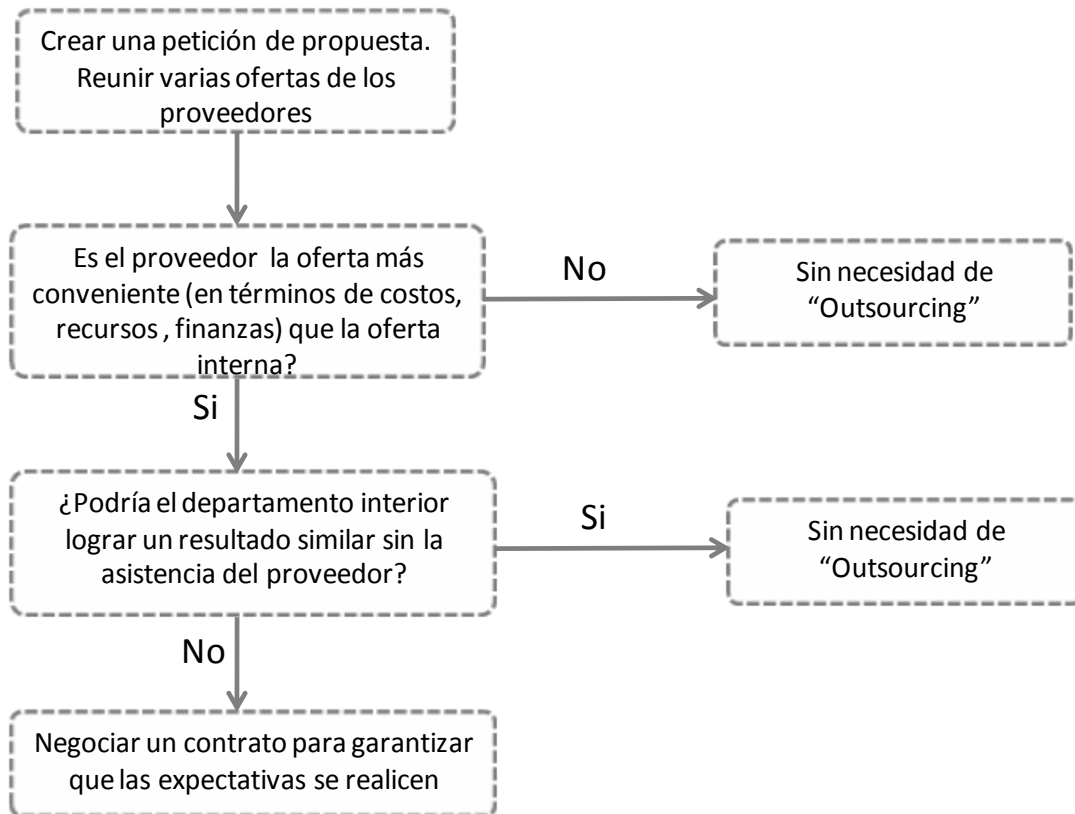 Crear una petición de propuesta.
Reunir varias ofertas de los
proveedores
Es el proveedor la oferta más
conveniente (en términos de costos,
recursos , finanzas) que la oferta
interna?
No
Sin necesidad de
“Outsourcing”
Si
¿Podría el departamento interior
lograr un resultado similar sin la
asistencia del proveedor?
Si
Sin necesidad de
“Outsourcing”
No
Negociar un contrato para garantizar
que las expectativas se realicen